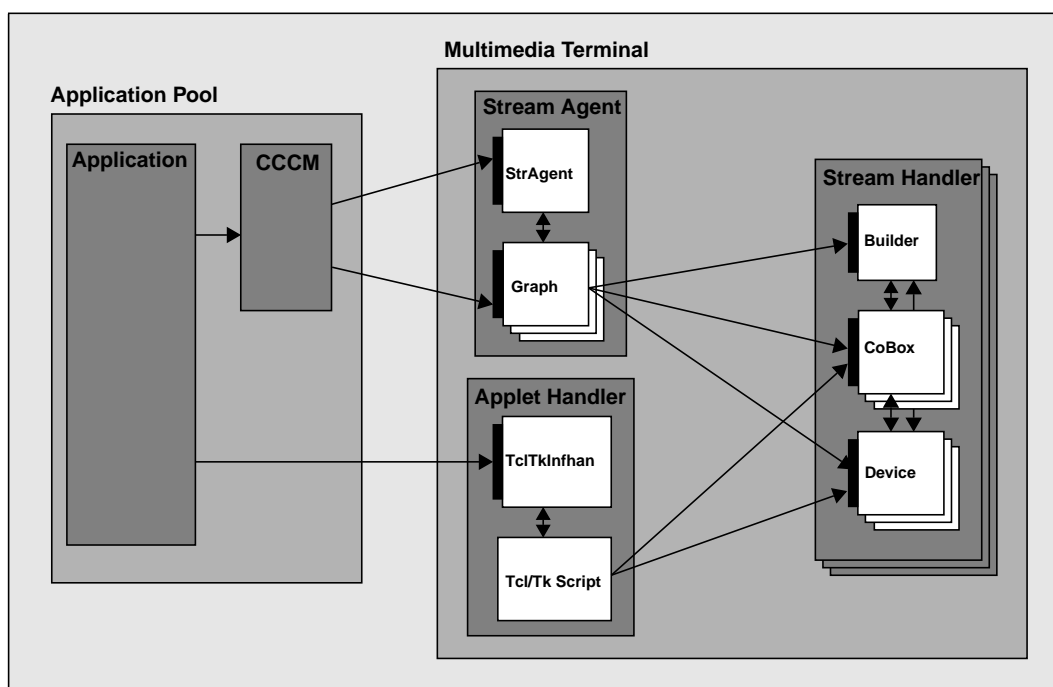 Multimedia Terminal
Application Pool
Stream Agent
Application
CCCM
StrAgent
Stream Handler
Builder
Graph
CoBox
Applet Handler
TclTkInfhan
Device
Tcl/Tk Script